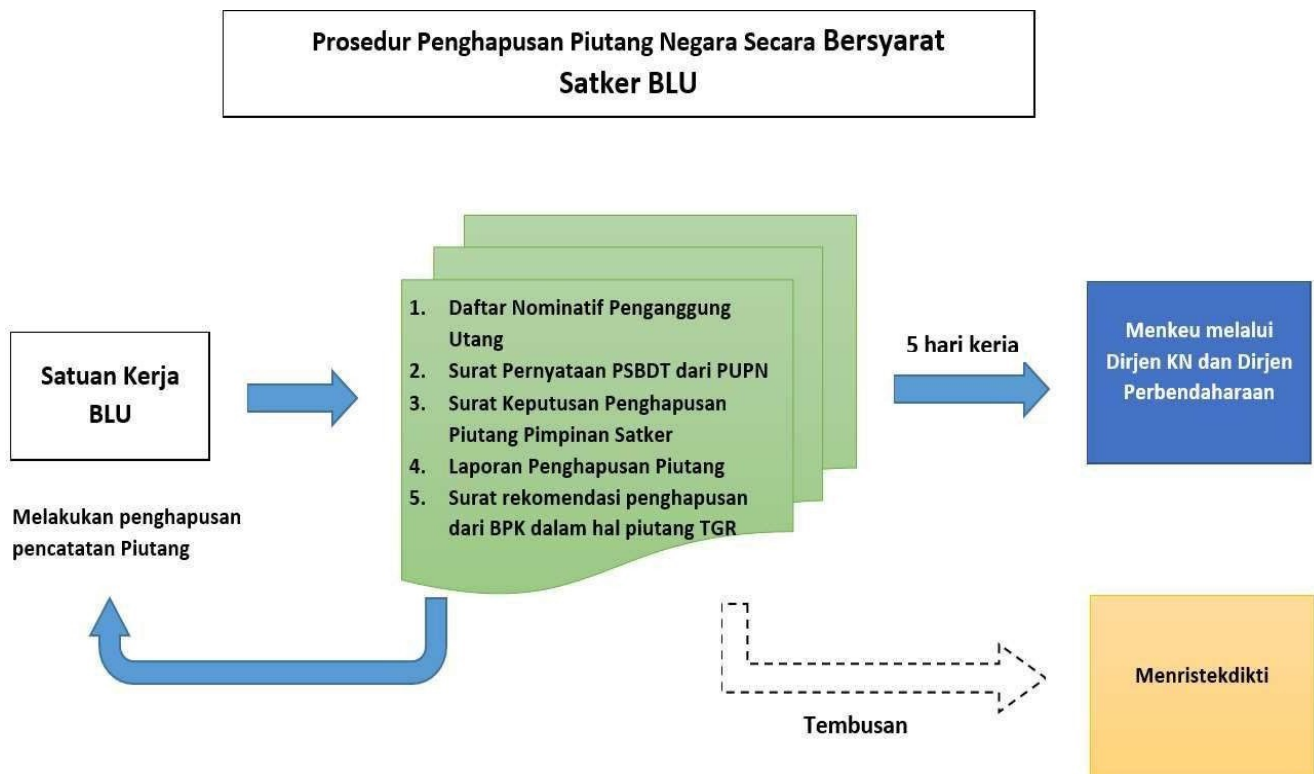 Prosedur Penghapusan Piutang Negara Secara Bersyarat
Satker BLU
Satuan Kerja
BLU
Melakukan penghapusan
pencatatan Piutang
1. Daftar Nominatif Penganggung
Utang
2. Surat Pernyataan PSBDT dari PUPN
3. Surat Keputusan Penghapusan
Piutang Pimpinan Satker
4. Laporan Penghapusan Piutang
5. Surat rekomendasi penghapusan
dari BPK dalam hal piutang TGR
5 hari kerja
Menkeu melalui
Dirjen KN dan Dirjen
Perbendaharaan
Tembusan
Menristekdikti